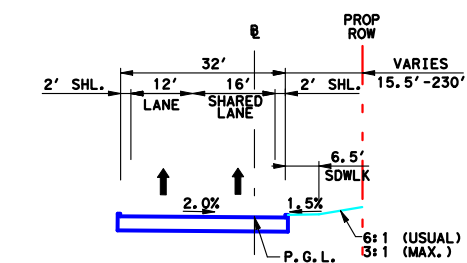 PROP
ROW
℄
32'
VARIES
15.5'-230'
2' SHL.
12'
LANE
16'
SHARED
LANE
2' SHL.
6.5'
SDWLK
2.0%
1.5%
6:1 (USUAL)
3:1 (MAX.)
P.G.L.